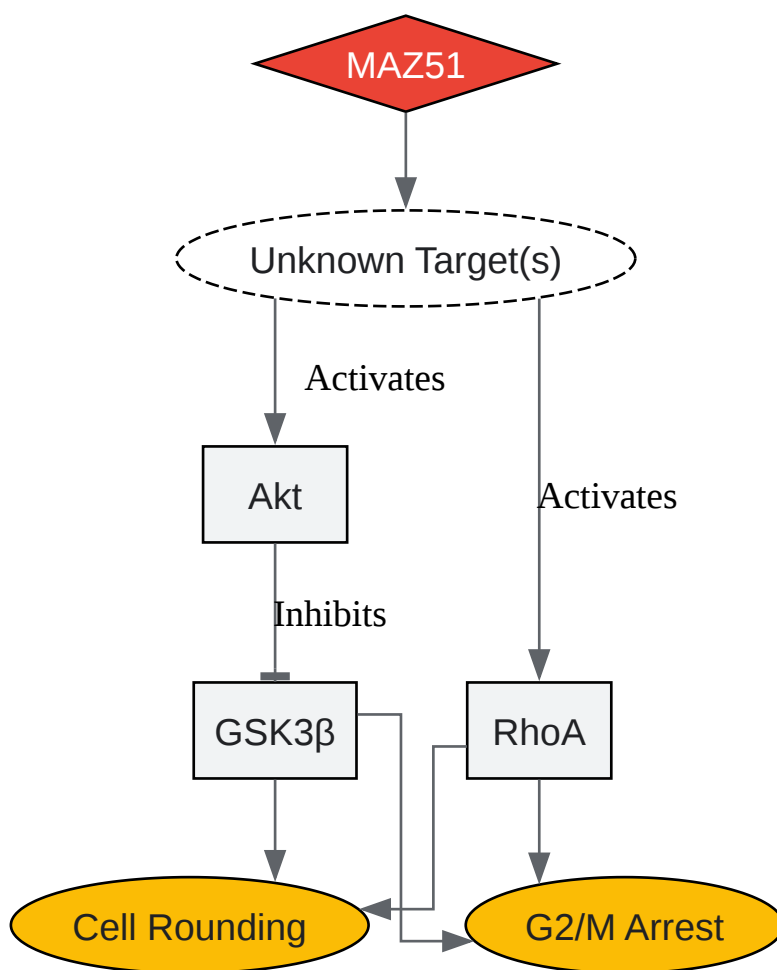 MAZ51
Unknown Target(s)
Activates
Akt
Activates
Inhibits
GSK3β
RhoA
Cell Rounding
G2/M Arrest